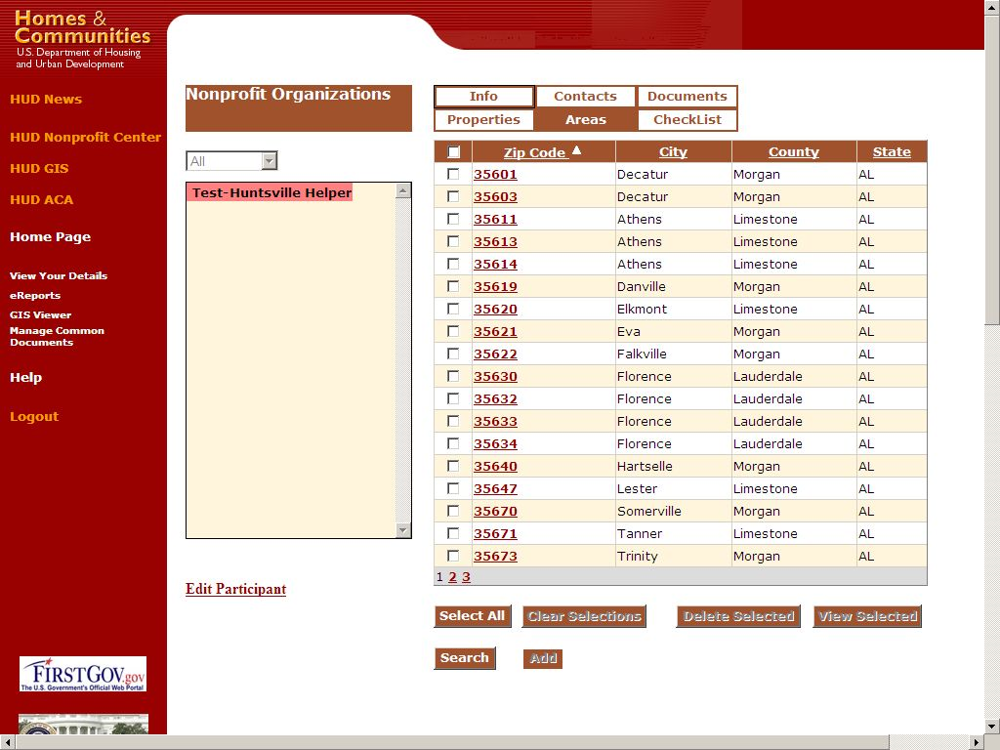 Homes &
Communities
U.S. Department of Housing
and Urban Development
HUD News
HUD Nonprofit Center
HUD GIS
HUD ACA
Home Page
View Your Details
eReports
GIS Viewer
Manage Common
Documents
Help
Logout
FIRSTGOV.gov
The U.S. Government's Official Web Portal
Nonprofit Organizations
All
Test-Huntsville Helper
Edit Participant
Info Contacts Documents
Properties Areas CheckList
Zip Code City County State
35601 Decatur Morgan AL
35603 Decatur Morgan AL
35611 Athens Limestone AL
35613 Athens Limestone AL
35614 Athens Limestone AL
35619 Danville Morgan AL
35620 Elkmont Limestone AL
35621 Eva Morgan AL
35622 Falkville Morgan AL
35630 Florence Lauderdale AL
35632 Florence Lauderdale AL
35633 Florence Lauderdale AL
35634 Florence Lauderdale AL
35640 Hartselle Morgan AL
35647 Lester Limestone AL
35670 Somerville Morgan AL
35671 Tanner Limestone AL
35673 Trinity Morgan AL
1 2 3
Select All Clear Selections Delete Selected View Selected
Search Add